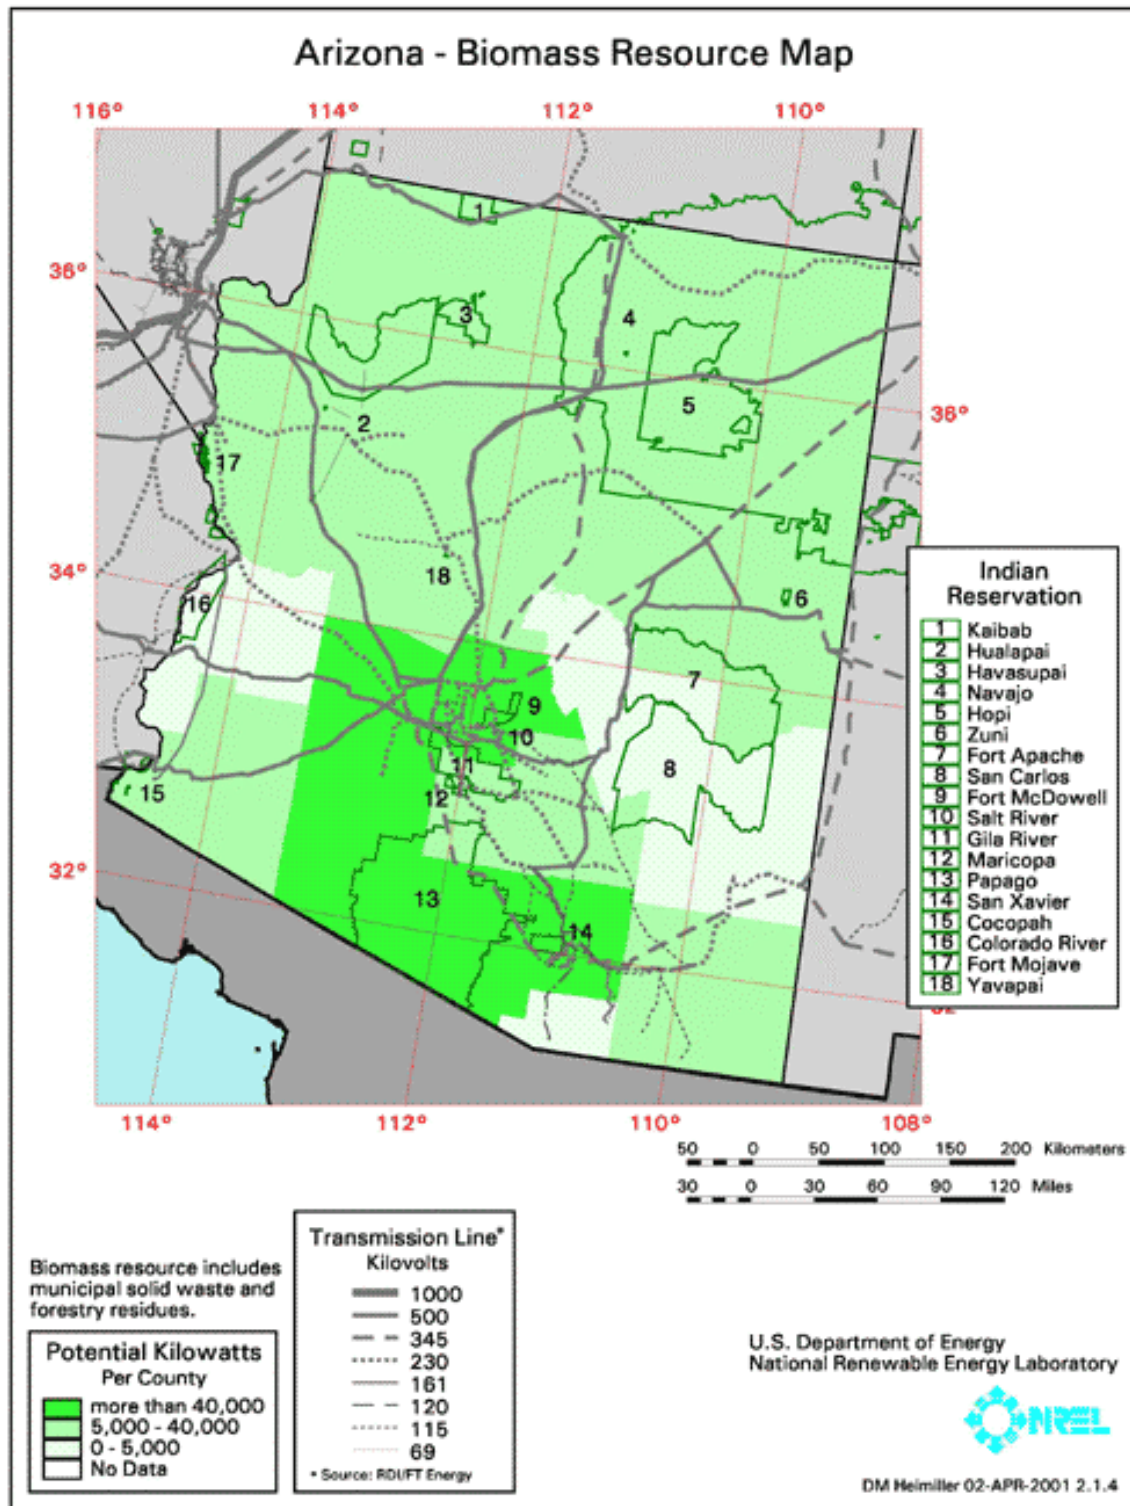 Arizona - Biomass Resource Map
116°
114°
112°
110°
36°
38°
34°
32°
32°
114°
112°
110°
108°
1
2
3
4
5
6
7
8
9
10
11
12
13
14
15
16
17
18
Indian
Reservation
1 Kaibab
2 Hualapai
3 Havasupai
4 Navajo
5 Hopi
6 Zuni
7 Fort Apache
8 San Carlos
9 Fort McDowell
10 Salt River
11 Gila River
12 Maricopa
13 Papago
14 San Xavier
15 Cocopah
16 Colorado River
17 Fort Mojave
18 Yavapai
50 0 50 100 150 200 Kilometers
30 0 30 60 90 120 Miles
Biomass resource includes
municipal solid waste and
forestry residues.
Potential Kilowatts
Per County
more than 40,000
5,000 - 40,000
0 - 5,000
No Data
Transmission Line*
Kilovolts
1000
500
345
230
161
120
115
69
* Source: RDI/FT Energy
U.S. Department of Energy
National Renewable Energy Laboratory
NREL
DM Heimiller 02-APR-2001 2.1.4